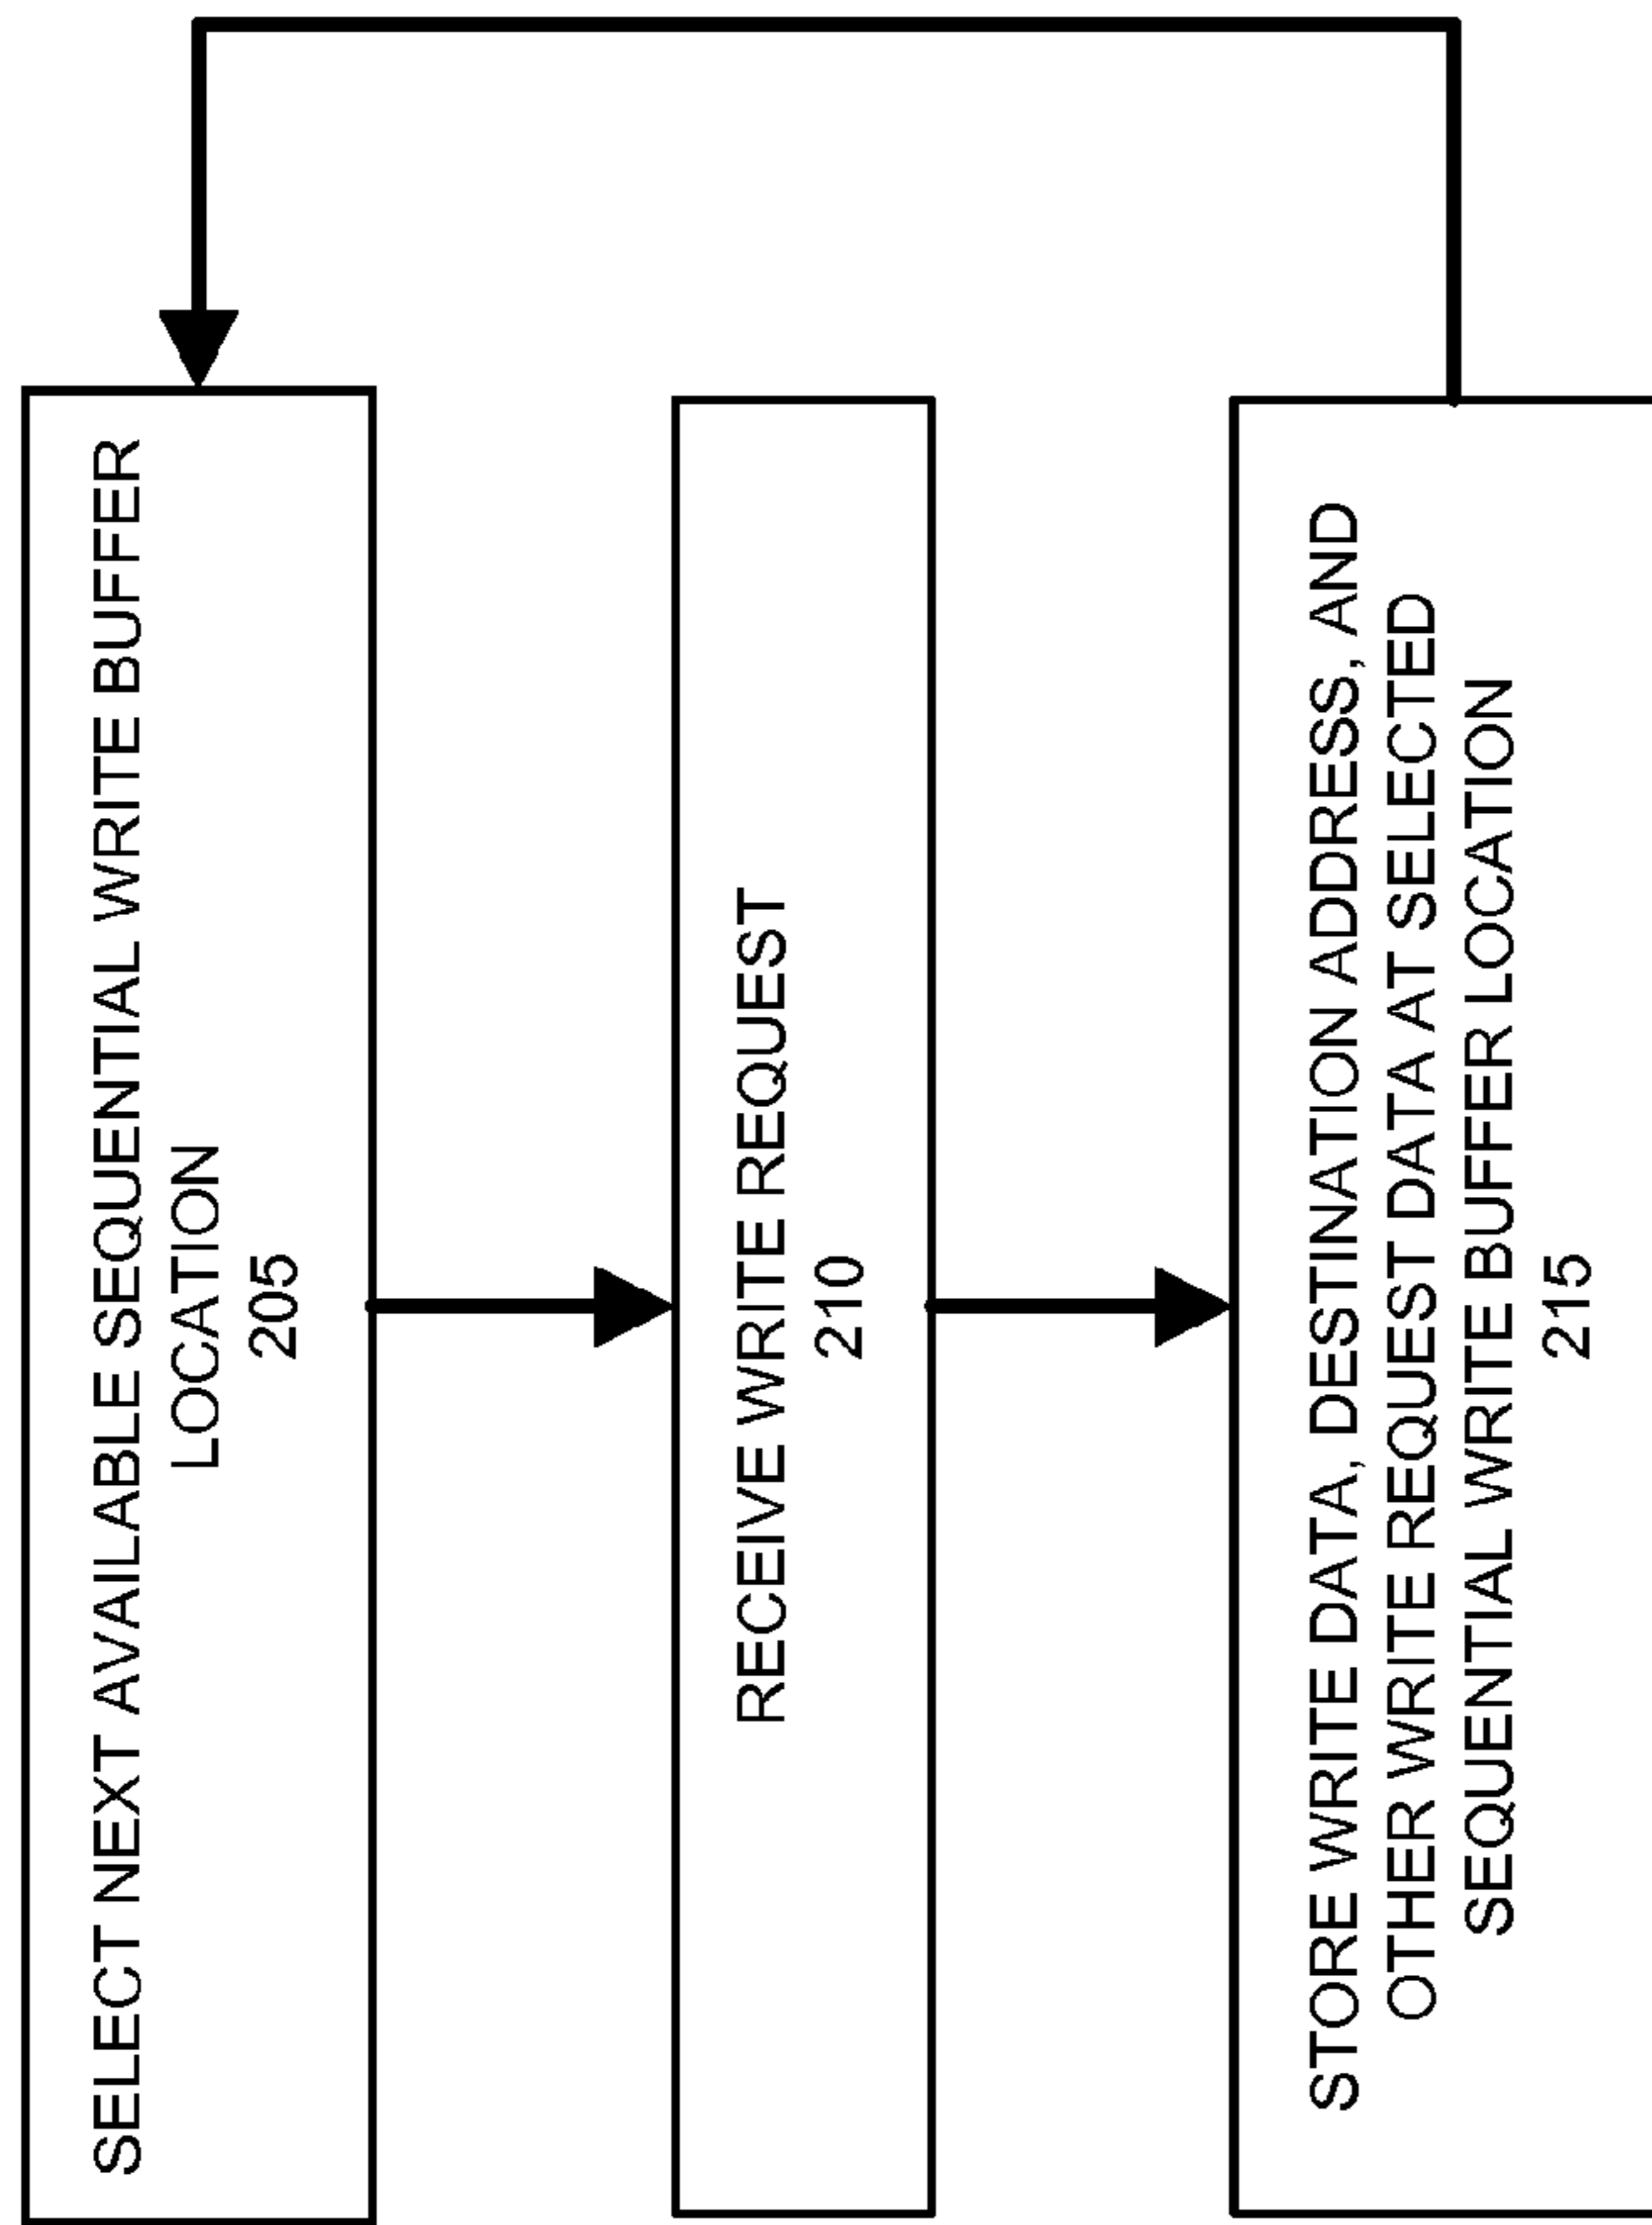 SELECT NEXT AVAILABLE SEQUENTIAL WRITE BUFFER
LOCATION
205
RECEIVE WRITE REQUEST
210
STORE WRITE DATA, DESTINATION ADDRESS, AND
OTHER WRITE REQUEST DATA AT SELECTED
SEQUENTIAL WRITE BUFFER LOCATION
215